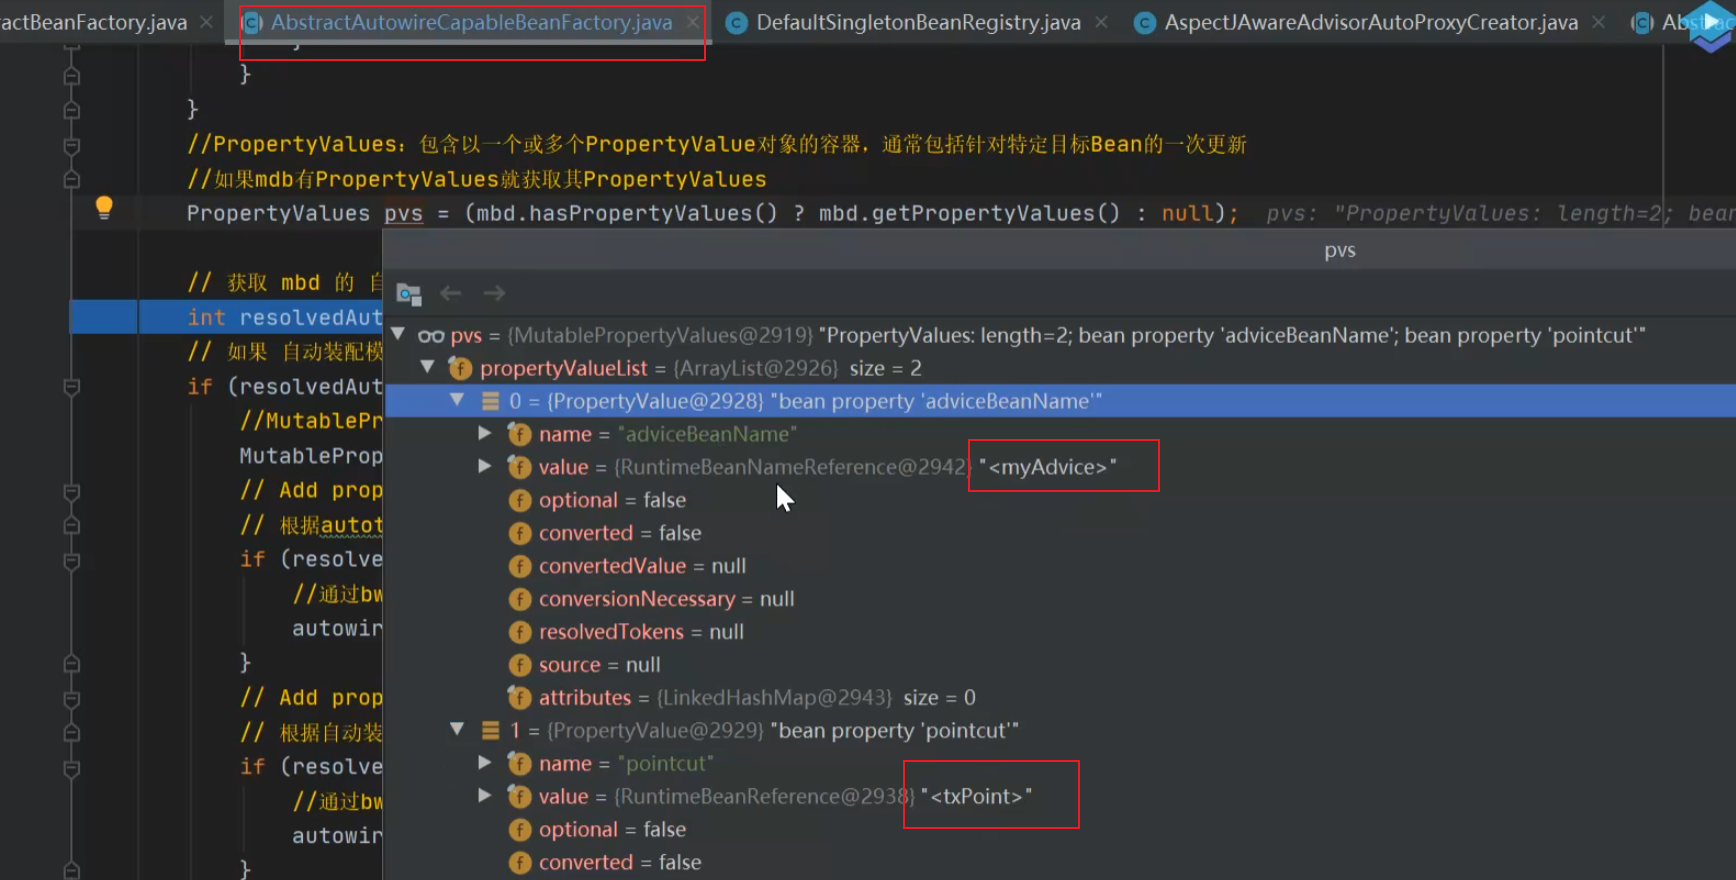 ractBeanFactory.java
AbstractAutowireCapableBeanFactory.java
DefaultSingletonBeanRegistry.java
AspectJAwareAdvisorAutoProxyCreator.java
}
}
}
//PropertyValues：包含以一个或多个PropertyValue对象的容器，通常包括针对特定目标Bean的一次更新
//如果mdb有PropertyValues就获取其PropertyValues
PropertyValues pvs = (mbd.hasPropertyValues() ? mbd.getPropertyValues() : null); pvs: "PropertyValues: length=2; bean
pvs
// 获取 mbd 的 自
int resolvedAut
pvs = {MutablePropertyValues@2919} "PropertyValues: length=2; bean property 'adviceBeanName'; bean property 'pointcut'"
// 如果 自动装配模
propertyValueList = {ArrayList@2926} size = 2
if (resolvedAut
0 = {PropertyValue@2928} "bean property 'adviceBeanName'"
//MutablePr
name = "adviceBeanName"
MutableProp
value = {RuntimeBeanNameReference@2942} "<myAdvice>"
// Add prop
optional = false
// 根据autot
converted = false
if (resolve
convertedValue = null
//通过bw
conversionNecessary = null
autowir
resolvedTokens = null
}
source = null
// Add prop
attributes = {LinkedHashMap@2943} size = 0
// 根据自动装
1 = {PropertyValue@2929} "bean property 'pointcut'"
if (resolve
name = "pointcut"
//通过bw
value = {RuntimeBeanReference@2938} "<txPoint>"
autowir
optional = false
}
converted = false